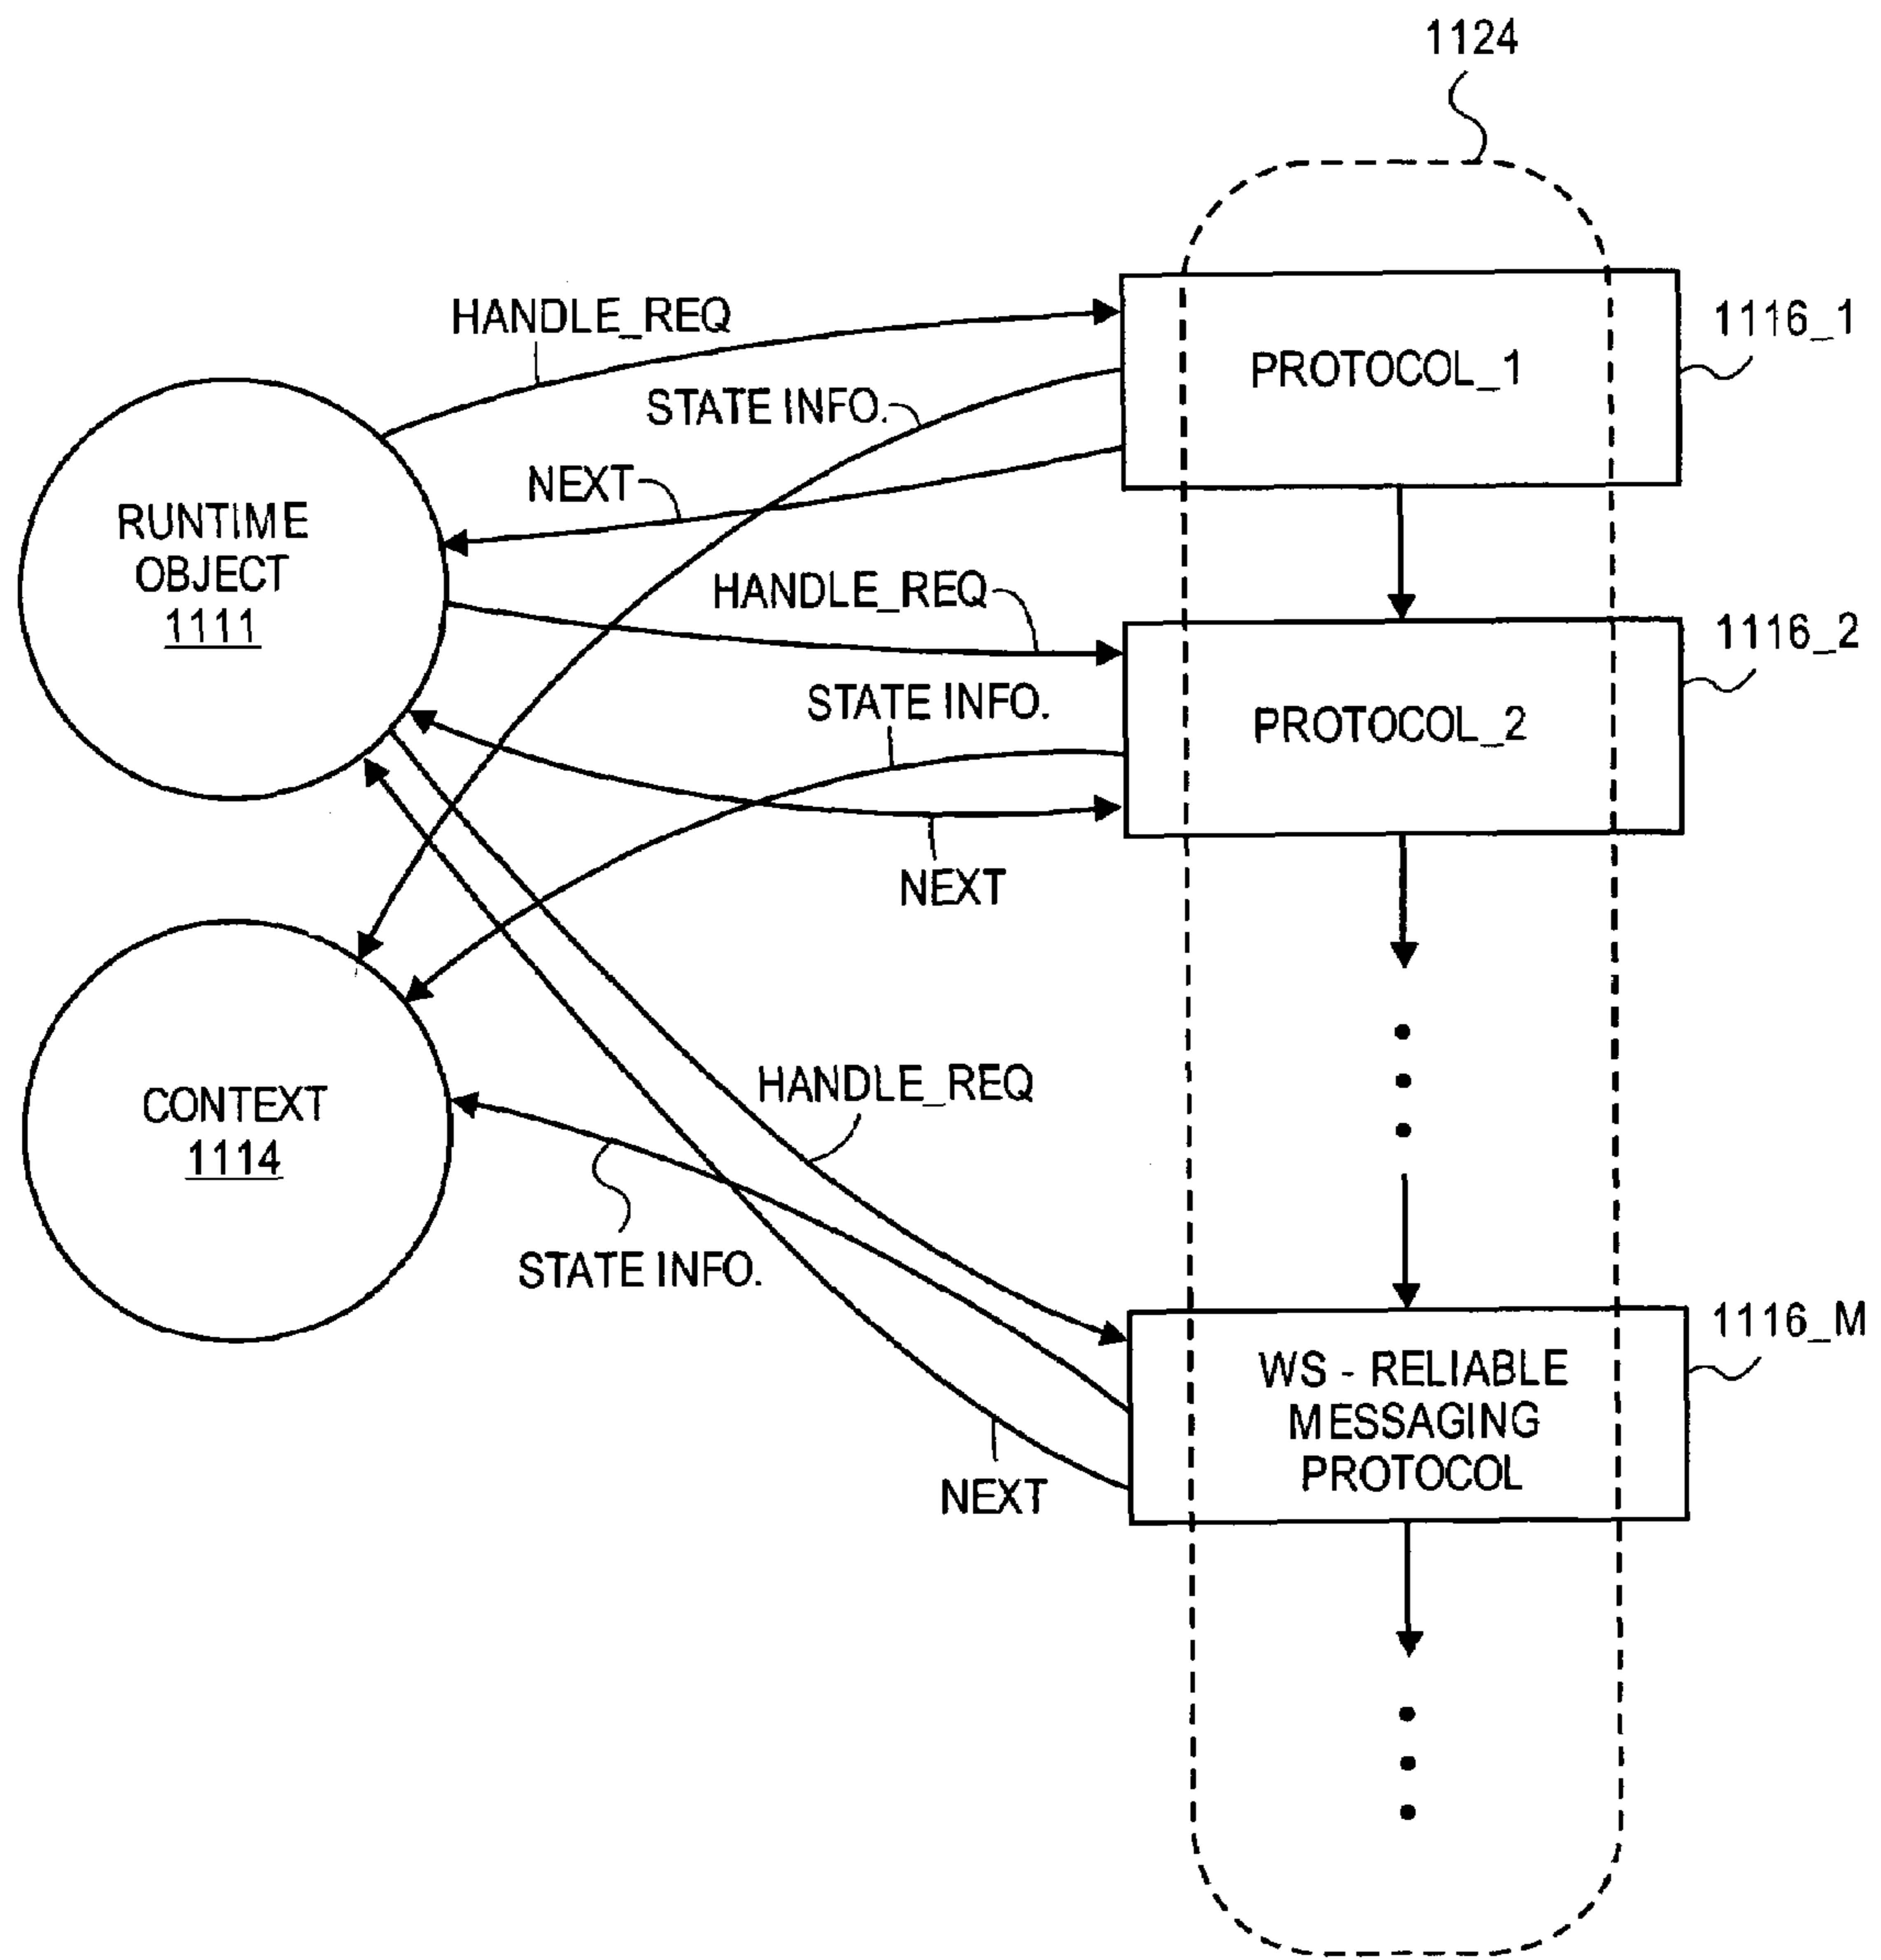 1124
HANDLE_REQ
1116_1
PROTOCOL_1
STATE INFO.
NEXT
RUNTIME
OBJECT
1111
HANDLE_REQ
1116_2
STATE INFO.
PROTOCOL_2
NEXT
HANDLE_REQ
CONTEXT
1114
STATE INFO.
1116_M
WS - RELIABLE
MESSAGING
PROTOCOL
NEXT